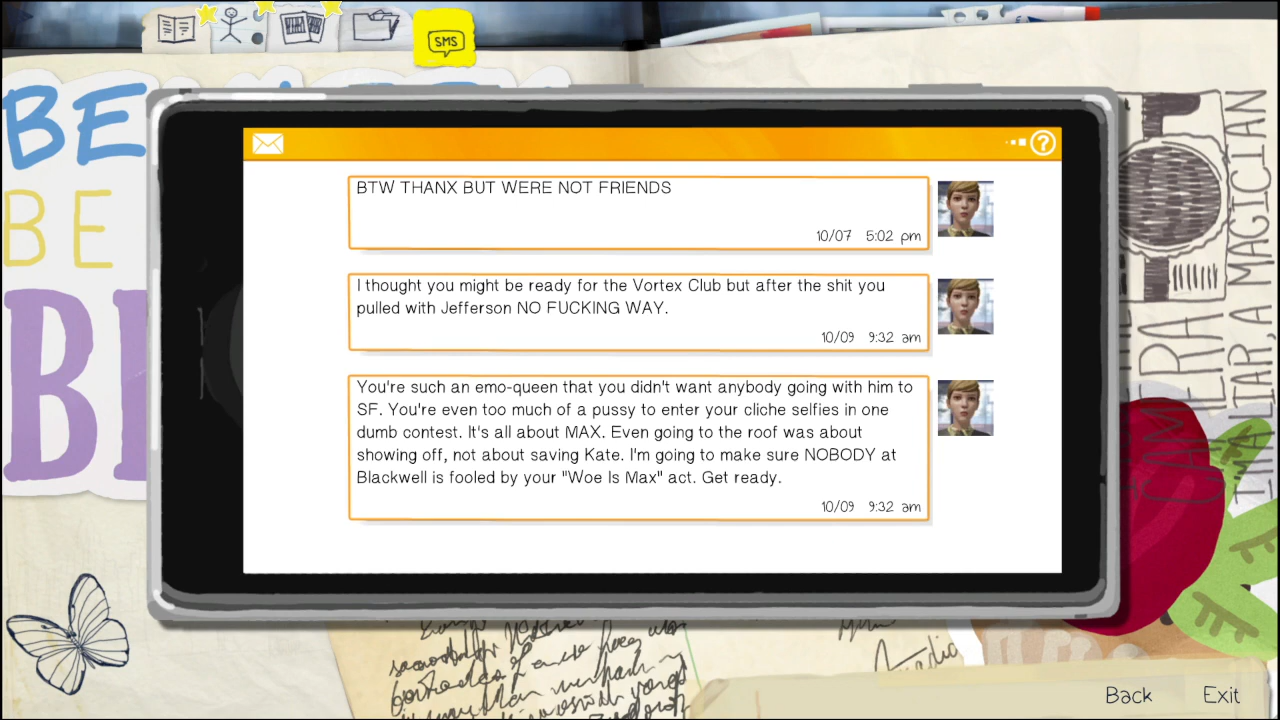 SMS
BE
BE
BTW THANX BUT WERE NOT FRIENDS
10/07 5:02 pm
I thought you might be ready for the Vortex Club but after the shit you
pulled with Jefferson NO FUCKING WAY.
10/09 9:32 am
You're such an emo-queen that you didn't want anybody going with him to
SF. You're even too much of a pussy to enter your cliche selfies in one
dumb contest. It's all about MAX. Even going to the roof was about
showing off, not about saving Kate. I'm going to make sure NOBODY at
Blackwell is fooled by your "Woe Is Max" act. Get ready.
10/09 9:32 am
CAMERA
LIAR, A MAGICIAN
Back Exit